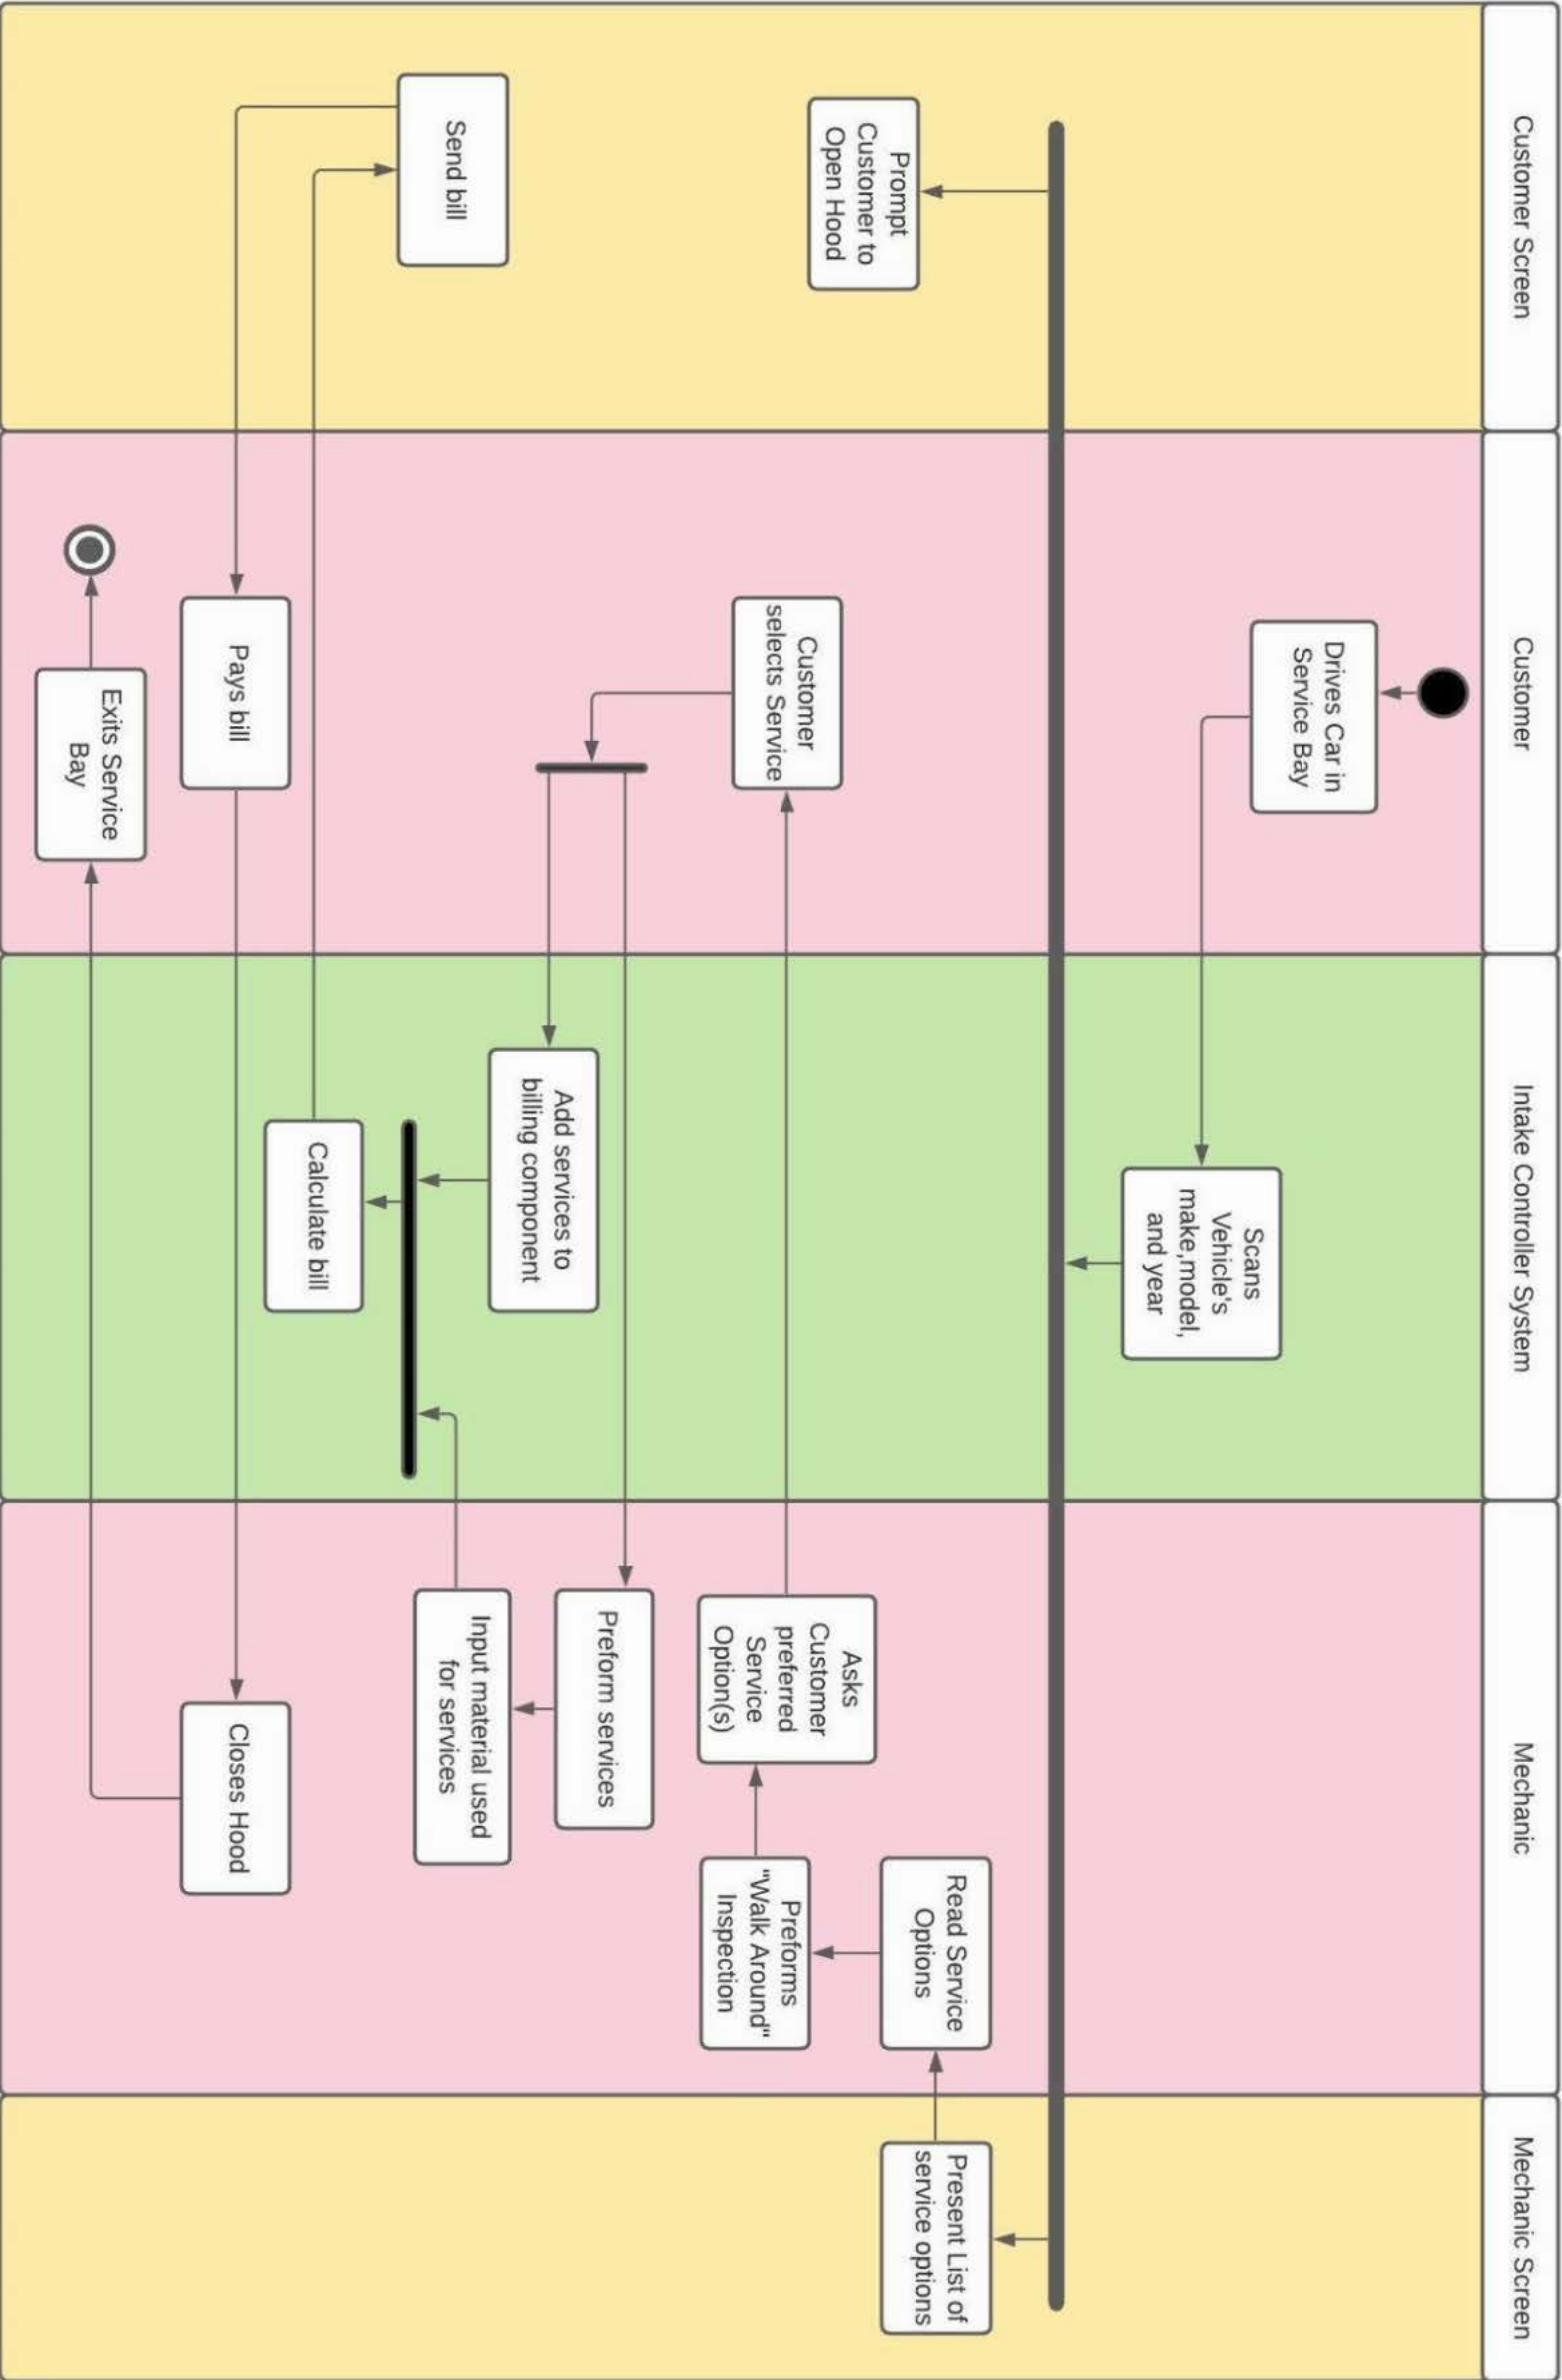 Customer Screen
Customer
Intake Controller System
Mechanic
Mechanic Screen
Drives Car in
Service Bay
Scans
Vehicle's
make,model,
and year
Prompt
Customer to
Open Hood
Present List of
service options
Read Service
Options
Preforms
"Walk Around"
Inspection
Asks
Customer
preferred
Service
Option(s)
Customer
selects Service
Add services to
billing component
Preform services
Input material used
for services
Calculate bill
Send bill
Pays bill
Closes Hood
Exits Service
Bay